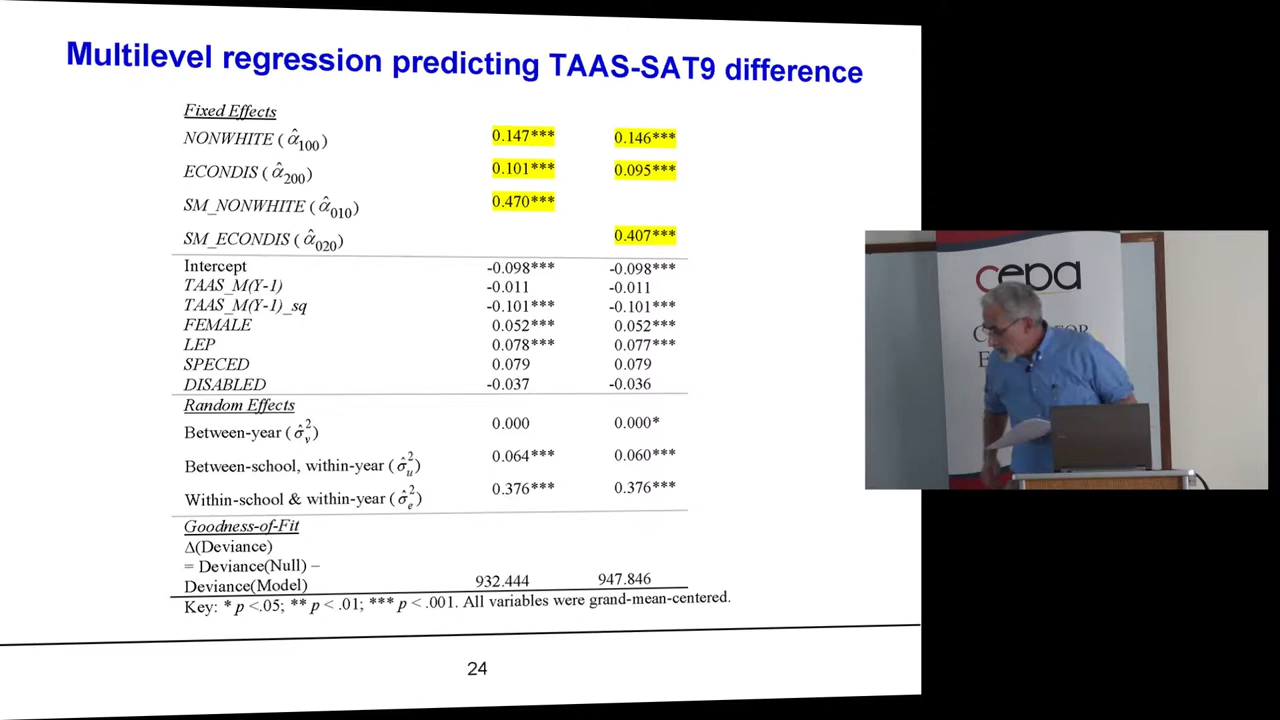 Multilevel regression predicting TAAS-SAT9 difference
Fixed Effects
NONWHITE ( α̂100) 0.147*** 0.146***
ECONDIS ( α̂200) 0.101*** 0.095***
SM_NONWHITE ( α̂010) 0.470***
SM_ECONDIS ( α̂020) 0.407***
Intercept -0.098*** -0.098***
TAAS_M(Y-1) -0.011 -0.011
TAAS_M(Y-1)_sq -0.101*** -0.101***
FEMALE 0.052*** 0.052***
LEP 0.078*** 0.077***
SPECED 0.079 0.079
DISABLED -0.037 -0.036
Random Effects
Between-year ( σ̂²ᵥ) 0.000 0.000*
Between-school, within-year ( σ̂²ᵤ) 0.064*** 0.060***
Within-school & within-year ( σ̂²ₑ) 0.376*** 0.376***
Goodness-of-Fit
Δ(Deviance)
= Deviance(Null) –
Deviance(Model) 932.444 947.846
Key: * p <.05; ** p < .01; *** p < .001. All variables were grand-mean-centered.
24
cepa